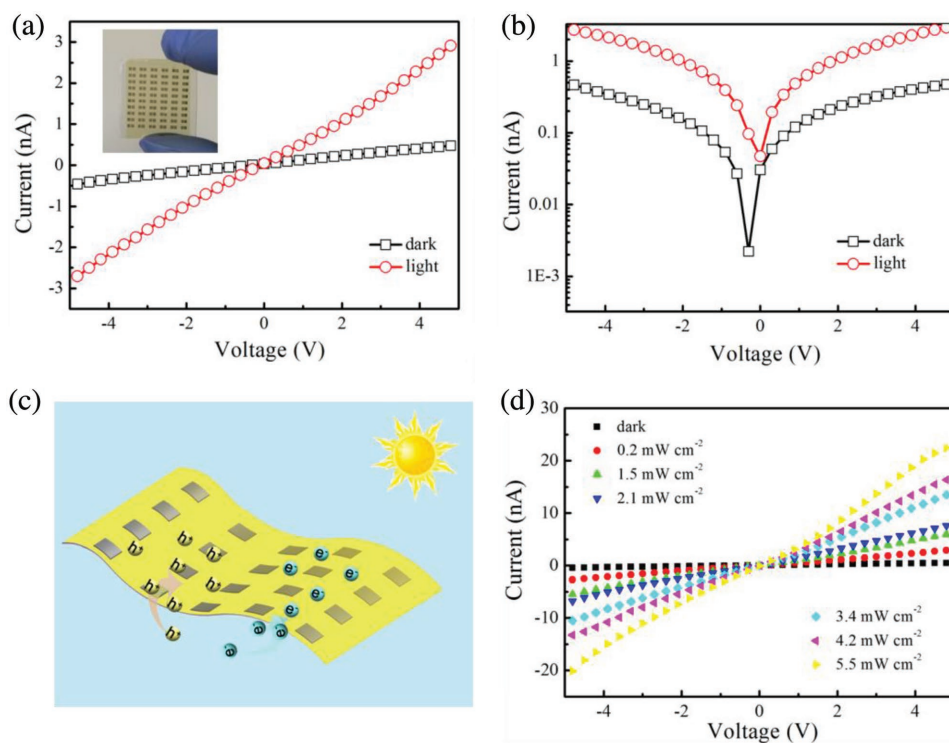 (a)
3
2
1
0
-1
-2
-3
Current (nA)
dark
light
-4 -2 0 2 4
Voltage (V)
(b)
1
0.1
0.01
1E-3
Current (nA)
dark
light
-4 -2 0 2 4
Voltage (V)
(c)
h+
h+
h+
h+
h+
h+
h+
e-
e-
e-
e-
e-
e-
e-
e-
(d)
30
20
10
0
-10
-20
Current (nA)
dark
0.2 mW cm⁻²
1.5 mW cm⁻²
2.1 mW cm⁻²
3.4 mW cm⁻²
4.2 mW cm⁻²
5.5 mW cm⁻²
-4 -2 0 2 4
Voltage (V)